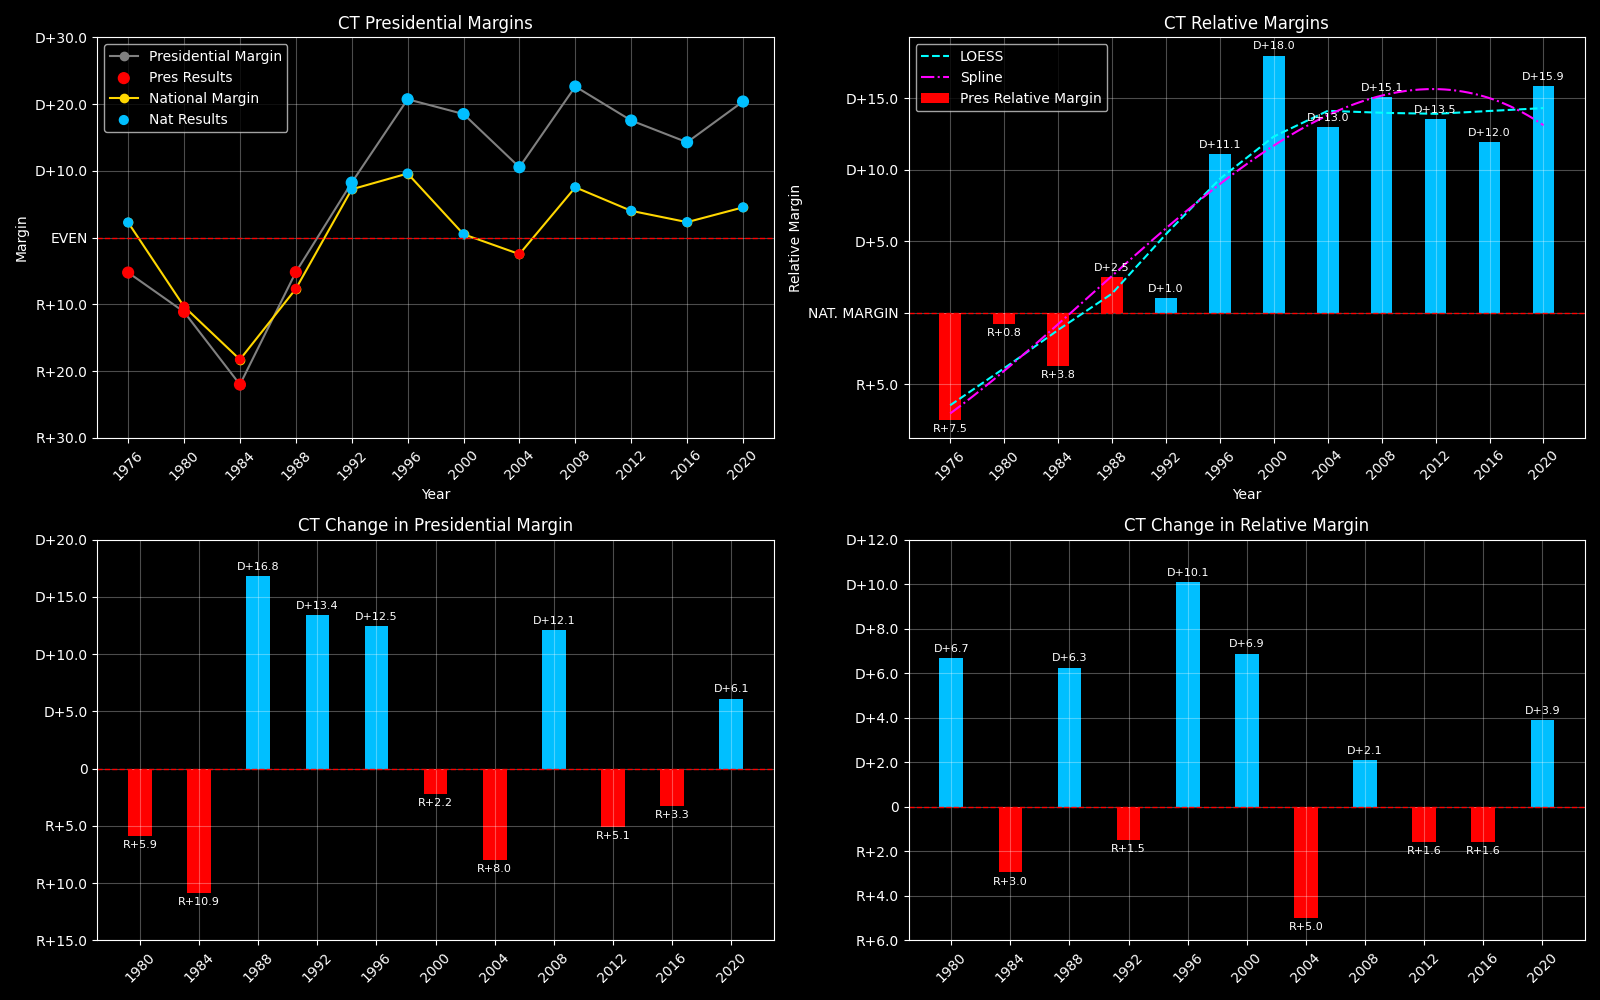 CT Presidential Margins
D+30.0
D+20.0
D+10.0
EVEN
R+10.0
R+20.0
R+30.0
Margin
Presidential Margin
Pres Results
National Margin
Nat Results
1976
1980
1984
1988
1992
1996
2000
2004
2008
2012
2016
2020
Year
CT Relative Margins
D+15.0
D+10.0
D+5.0
NAT. MARGIN
R+5.0
Relative Margin
LOESS
Spline
Pres Relative Margin
R+7.5
R+0.8
R+3.8
D+2.5
D+1.0
D+11.1
D+18.0
D+13.0
D+15.1
D+13.5
D+12.0
D+15.9
1976
1980
1984
1988
1992
1996
2000
2004
2008
2012
2016
2020
Year
CT Change in Presidential Margin
D+20.0
D+15.0
D+10.0
D+5.0
0
R+5.0
R+10.0
R+15.0
R+5.9
R+10.9
D+16.8
D+13.4
D+12.5
R+2.2
R+8.0
D+12.1
R+5.1
R+3.3
D+6.1
1980
1984
1988
1992
1996
2000
2004
2008
2012
2016
2020
CT Change in Relative Margin
D+12.0
D+10.0
D+8.0
D+6.0
D+4.0
D+2.0
0
R+2.0
R+4.0
R+6.0
D+6.7
R+3.0
D+6.3
R+1.5
D+10.1
D+6.9
R+5.0
D+2.1
R+1.6
R+1.6
D+3.9
1980
1984
1988
1992
1996
2000
2004
2008
2012
2016
2020